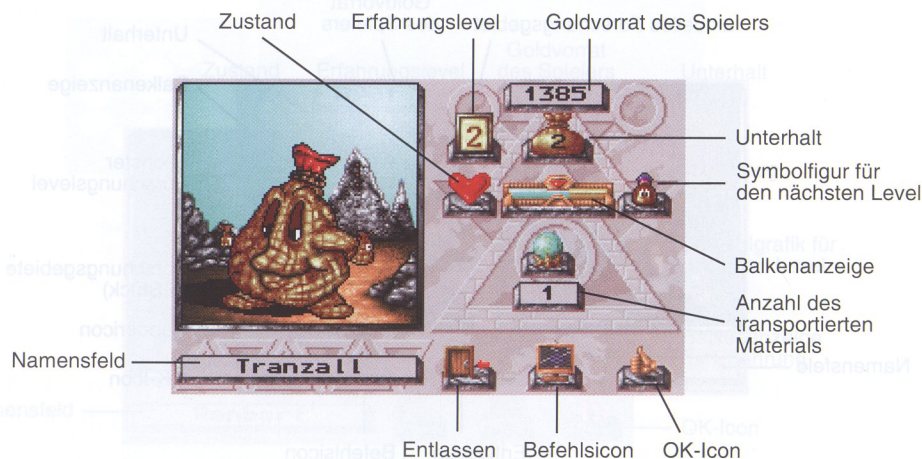 Zustand
Erfahrungslevel
Goldvorrat des Spielers
1385
2
2
Unterhalt
Symbolfigur für
den nächsten Level
Balkenanzeige
1
Anzahl des
transportierten
Materials
Namensfeld
Tranzall
Entlassen
Befehlsicon
OK-Icon